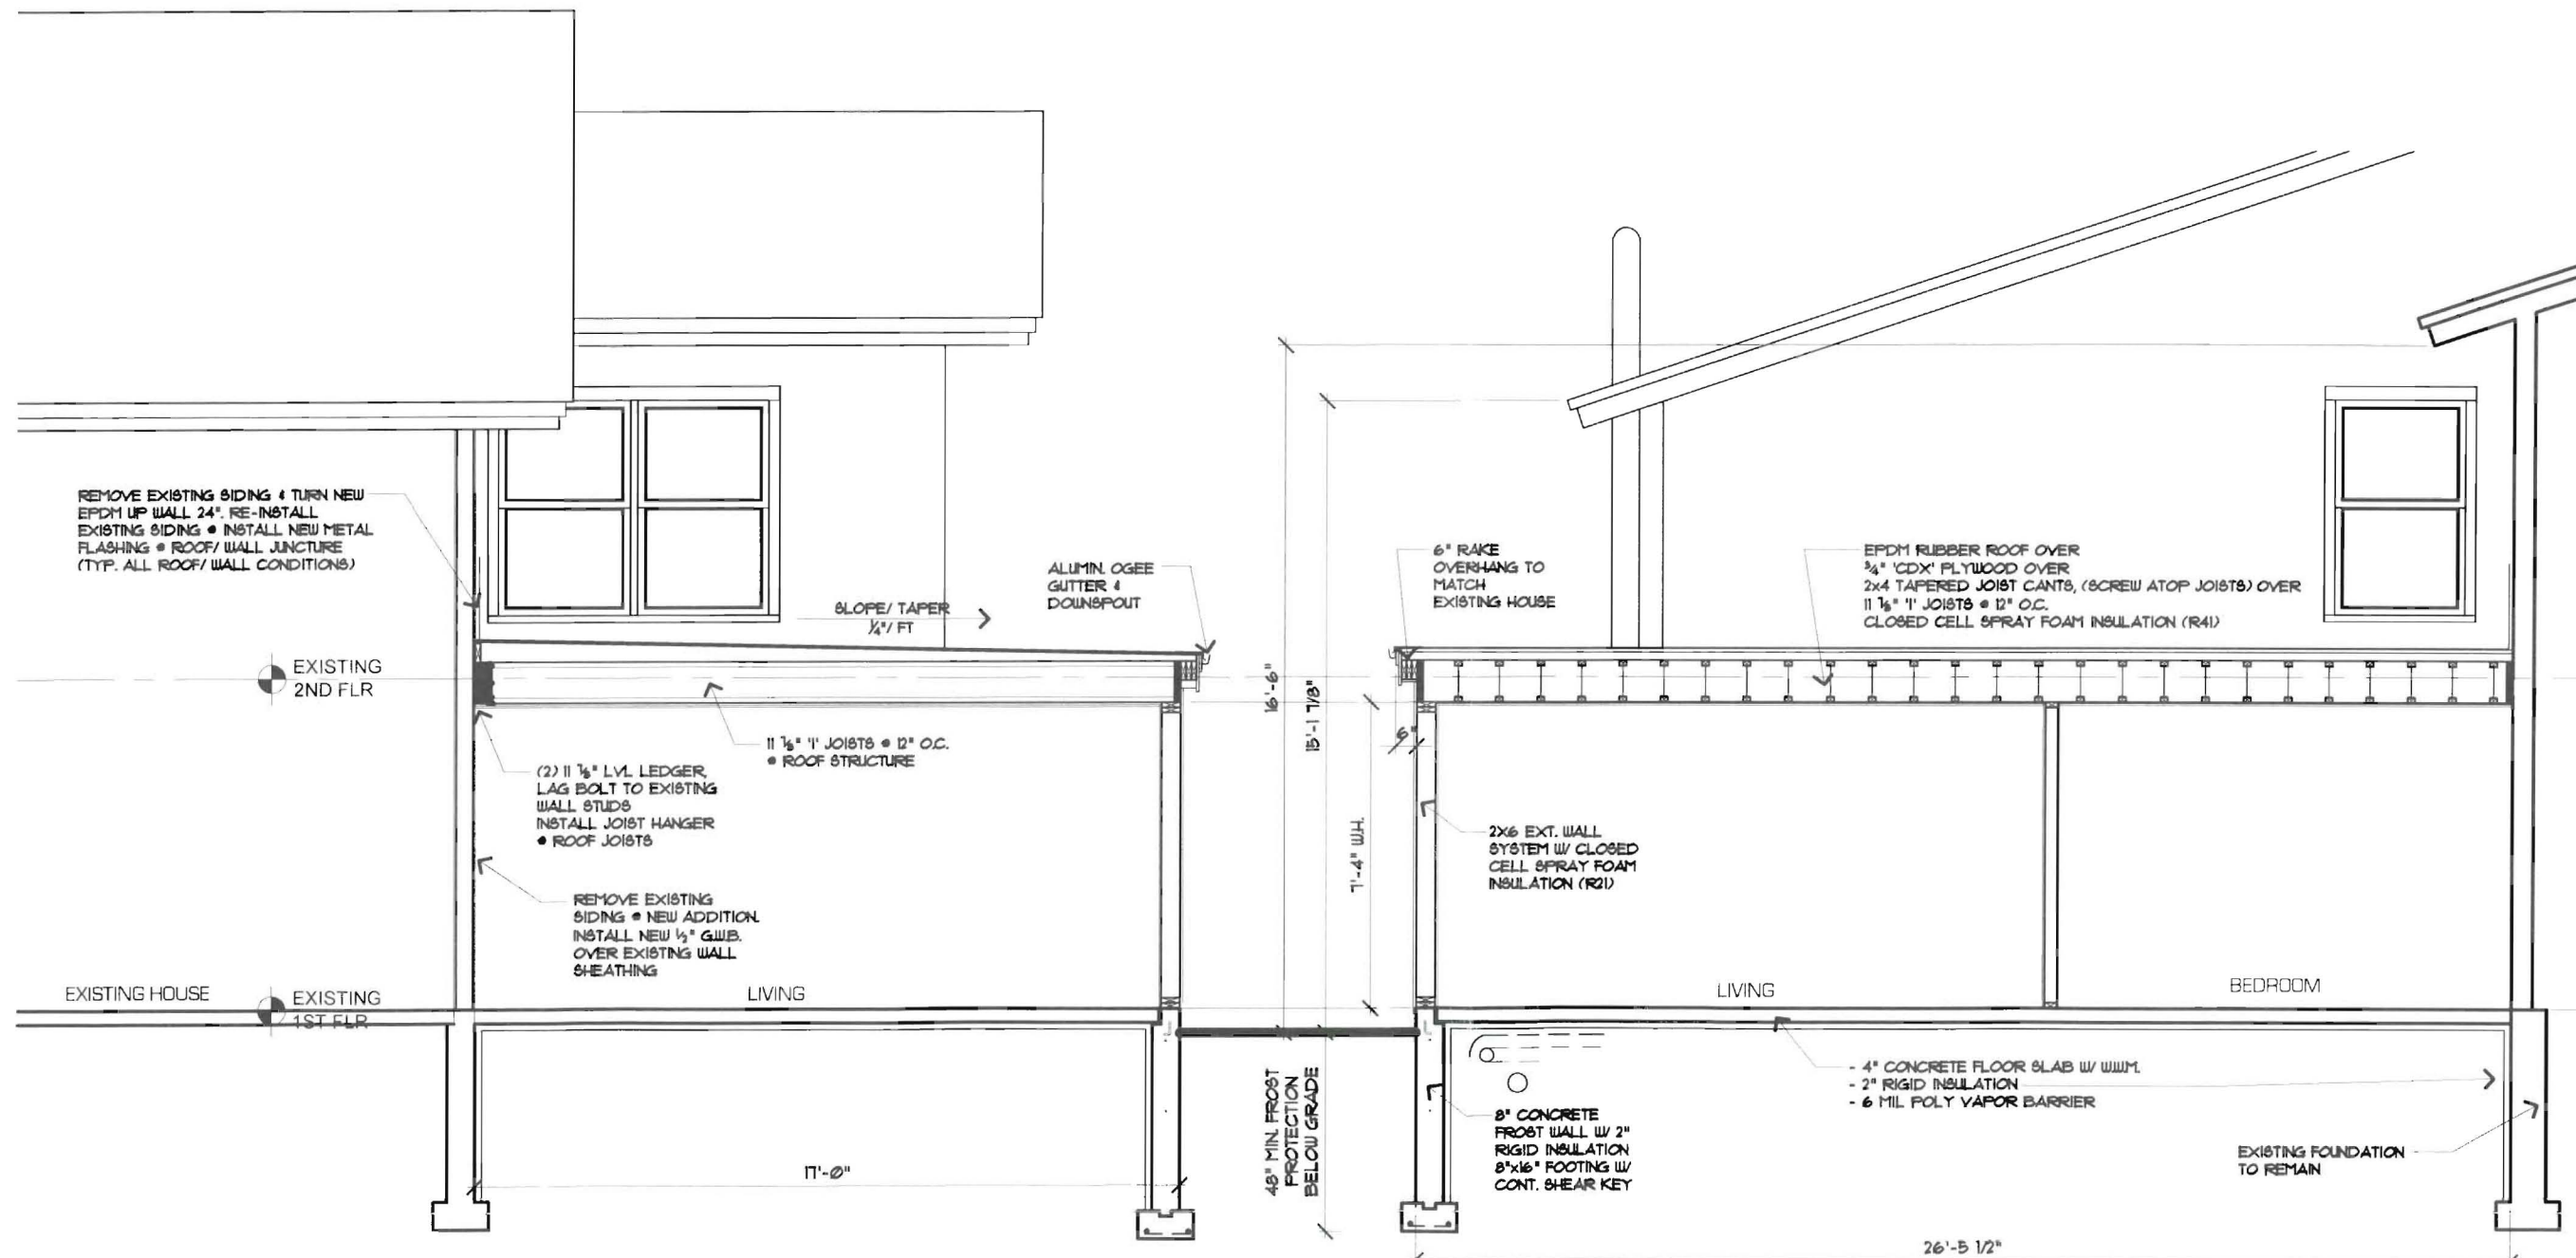 REMOVE EXISTING SIDING & TURN NEW
EPDM UP WALL 24". RE-INSTALL
EXISTING SIDING @ INSTALL NEW METAL
FLASHING @ ROOF/ WALL JUNCTURE
(TYP. ALL ROOF/ WALL CONDITIONS)
SLOPE/ TAPER
1/4"/ FT
ALUMIN. OGEE
GUTTER &
DOWNSPOUT
6" RAKE
OVERHANG TO
MATCH
EXISTING HOUSE
EPDM RUBBER ROOF OVER
3/4" 'CDX' PLYWOOD OVER
2x4 TAPERED JOIST CANTS, (SCREW ATOP JOISTS) OVER
11 7/8" 'I' JOISTS @ 12" O.C.
CLOSED CELL SPRAY FOAM INSULATION (R41)
EXISTING
2ND FLR
16'-6"
15'-1 7/8"
6"
11 7/8" 'I' JOISTS @ 12" O.C.
@ ROOF STRUCTURE
(2) 11 7/8" LVL LEDGER,
LAG BOLT TO EXISTING
WALL STUDS
INSTALL JOIST HANGER
@ ROOF JOISTS
7'-4" W.H.
2X6 EXT. WALL
SYSTEM W/ CLOSED
CELL SPRAY FOAM
INSULATION (R21)
REMOVE EXISTING
SIDING @ NEW ADDITION.
INSTALL NEW 1/2" G.W.B.
OVER EXISTING WALL
SHEATHING
EXISTING HOUSE
EXISTING
1ST FLR
LIVING
LIVING
BEDROOM
48" MIN. FROST
PROTECTION
BELOW GRADE
- 4" CONCRETE FLOOR SLAB W/ WWM.
- 2" RIGID INSULATION
- 6 MIL POLY VAPOR BARRIER
8" CONCRETE
FROST WALL W/ 2"
RIGID INSULATION
8"x16" FOOTING W/
CONT. SHEAR KEY
EXISTING FOUNDATION
TO REMAIN
17'-0"
26'-5 1/2"